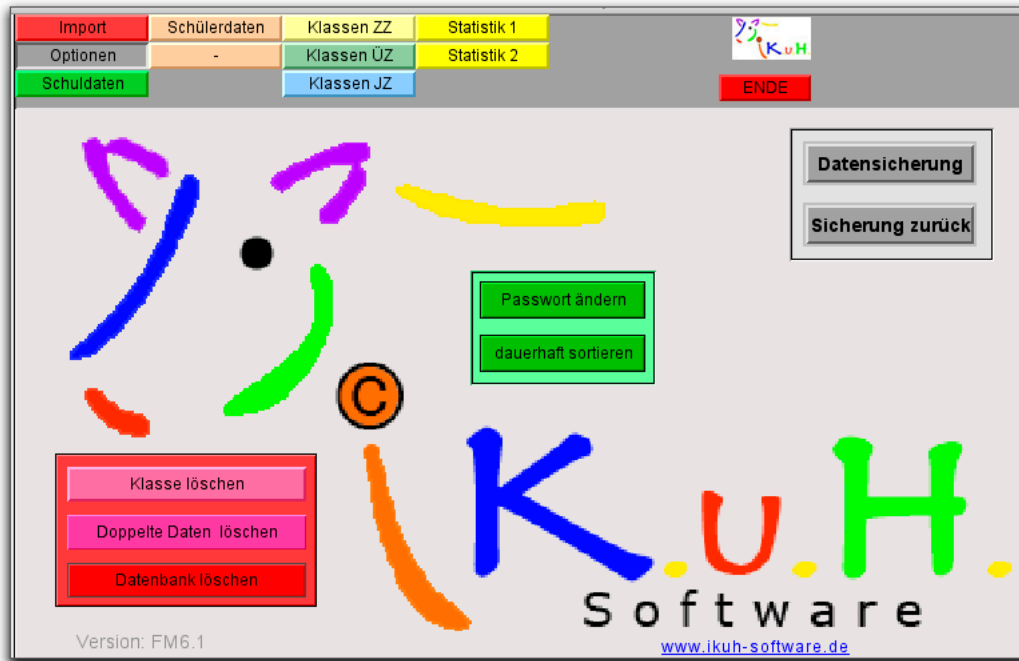 Import Schülerdaten Klassen ZZ Statistik 1
Optionen - Klassen ÜZ Statistik 2
Schuldaten Klassen JZ
iKuH
ENDE
Datensicherung
Sicherung zurück
Passwort ändern
dauerhaft sortieren
©
K.u.H.
Software
www.ikuh-software.de
Klasse löschen
Doppelte Daten löschen
Datenbank löschen
Version: FM6.1